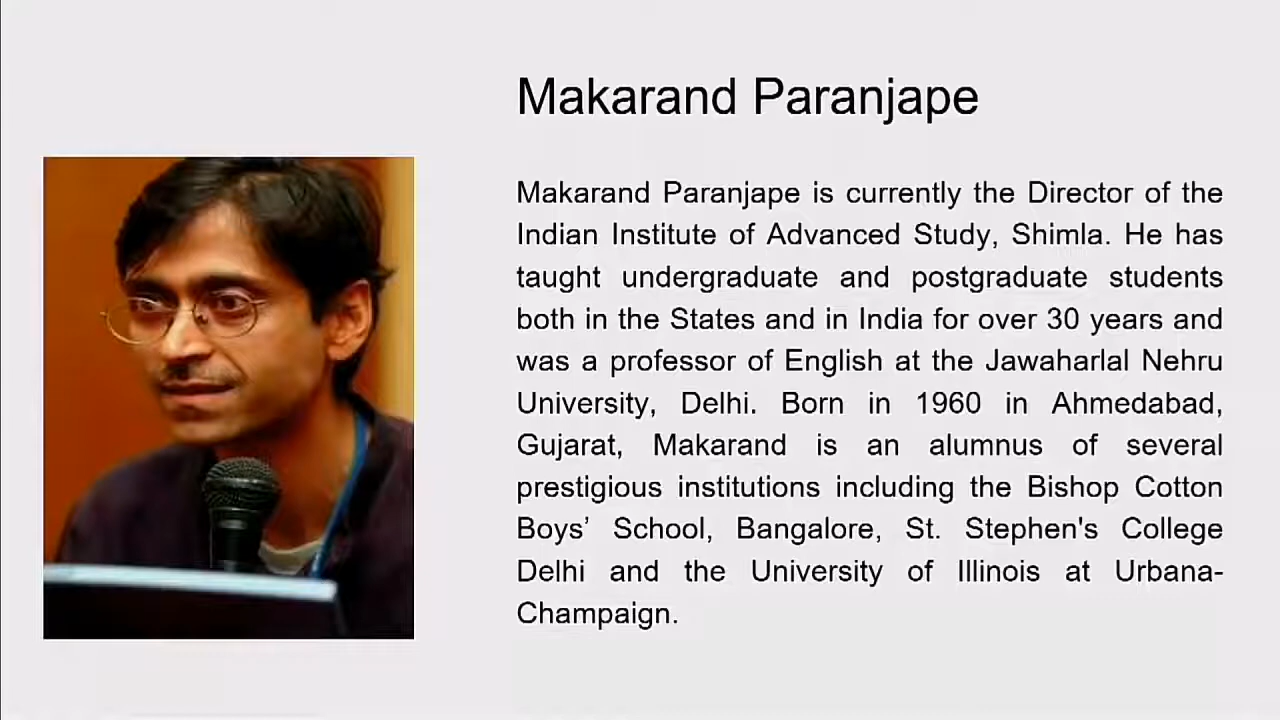 Makarand Paranjape
Makarand Paranjape is currently the Director of the
Indian Institute of Advanced Study, Shimla. He has
taught undergraduate and postgraduate students
both in the States and in India for over 30 years and
was a professor of English at the Jawaharlal Nehru
University, Delhi. Born in 1960 in Ahmedabad,
Gujarat, Makarand is an alumnus of several
prestigious institutions including the Bishop Cotton
Boys’ School, Bangalore, St. Stephen's College
Delhi and the University of Illinois at Urbana-
Champaign.